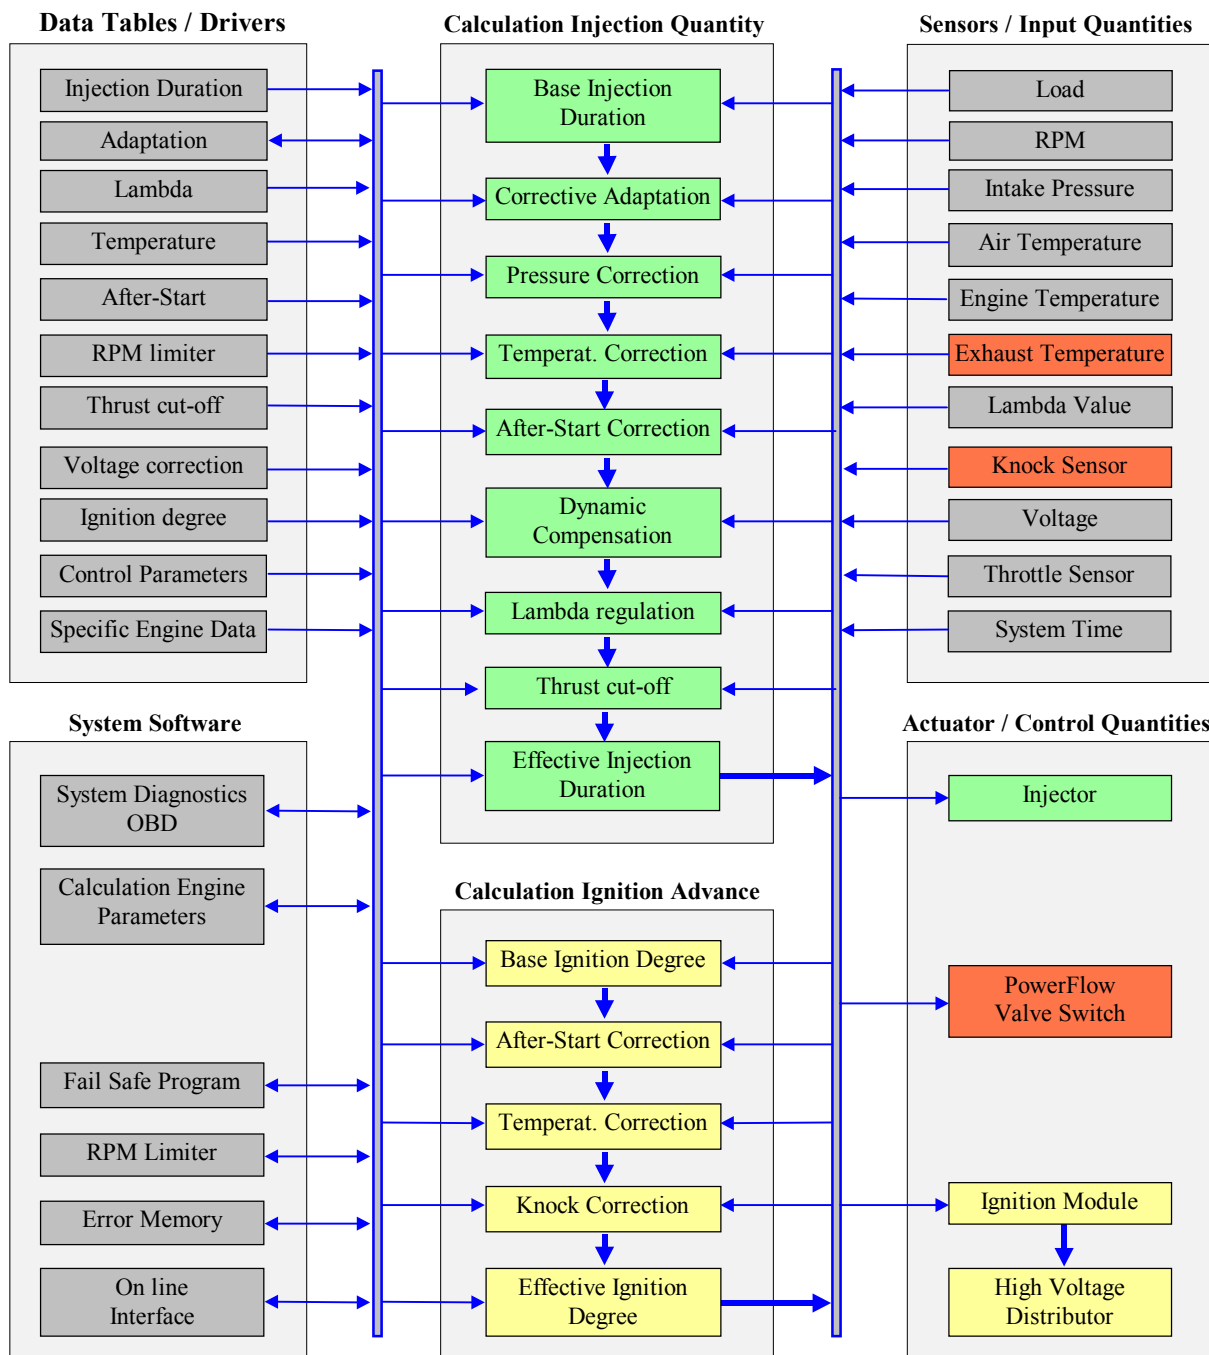 Data Tables / Drivers
Injection Duration
Adaptation
Lambda
Temperature
After-Start
RPM limiter
Thrust cut-off
Voltage correction
Ignition degree
Control Parameters
Specific Engine Data
System Software
System Diagnostics
OBD
Calculation Engine
Parameters
Fail Safe Program
RPM Limiter
Error Memory
On line
Interface
Calculation Injection Quantity
Base Injection
Duration
Corrective Adaptation
Pressure Correction
Temperat. Correction
After-Start Correction
Dynamic
Compensation
Lambda regulation
Thrust cut-off
Effective Injection
Duration
Calculation Ignition Advance
Base Ignition Degree
After-Start Correction
Temperat. Correction
Knock Correction
Effective Ignition
Degree
Sensors / Input Quantities
Load
RPM
Intake Pressure
Air Temperature
Engine Temperature
Exhaust Temperature
Lambda Value
Knock Sensor
Voltage
Throttle Sensor
System Time
Actuator / Control Quantities
Injector
PowerFlow
Valve Switch
Ignition Module
High Voltage
Distributor